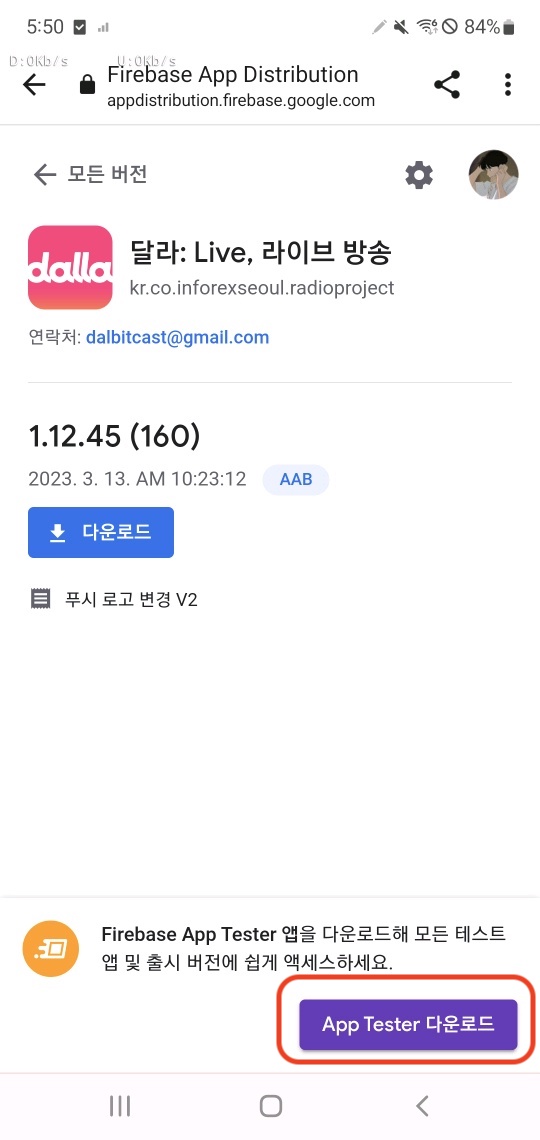 5:50
84%
D:0Kb/s U:0Kb/s
Firebase App Distribution
appdistribution.firebase.google.com
모든 버전
dalla
달라: Live, 라이브 방송
kr.co.inforexseoul.radioproject
연락처: dalbitcast@gmail.com
1.12.45 (160)
2023. 3. 13. AM 10:23:12 AAB
다운로드
푸시 로고 변경 V2
Firebase App Tester 앱을 다운로드해 모든 테스트
앱 및 출시 버전에 쉽게 액세스하세요.
App Tester 다운로드